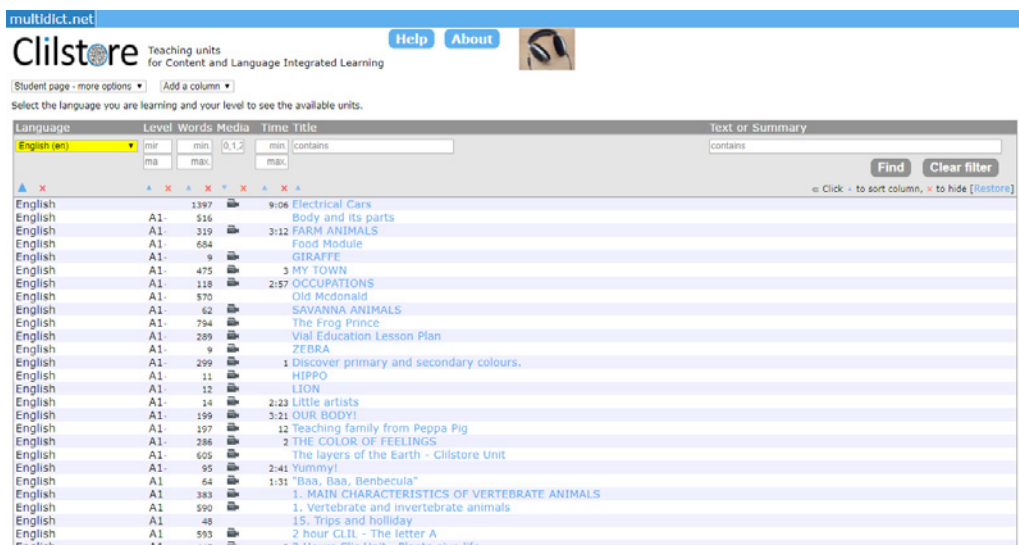 multidict.net
Clilstore Teaching units for Content and Language Integrated Learning Help About
Student page - more options Add a column
Select the language you are learning and your level to see the available units.
Language Level Words Media Time Title Text or Summary
English (en) mir min. 0,1,2 min. contains contains
ma max. max.
Find Clear filter
Click to sort column, × to hide [Restore]
English 1397 9:06 Electrical Cars
English A1- 516 Body and its parts
English A1- 319 3:12 FARM ANIMALS
English A1- 684 Food Module
English A1- 9 GIRAFFE
English A1- 475 3 MY TOWN
English A1- 118 2:57 OCCUPATIONS
English A1- 570 Old Mcdonald
English A1- 62 SAVANNA ANIMALS
English A1- 794 The Frog Prince
English A1- 289 Vial Education Lesson Plan
English A1- 9 ZEBRA
English A1- 299 1 Discover primary and secondary colours.
English A1- 11 HIPPO
English A1- 12 LION
English A1- 14 2:23 Little artists
English A1- 199 3:21 OUR BODY!
English A1- 197 12 Teaching family from Peppa Pig
English A1- 286 2 THE COLOR OF FEELINGS
English A1- 605 The layers of the Earth - Clilstore Unit
English A1- 95 2:41 Yummy!
English A1 64 1:31 "Baa, Baa, Benbecula"
English A1 383 1. MAIN CHARACTERISTICS OF VERTEBRATE ANIMALS
English A1 590 1. Vertebrate and invertebrate animals
English A1 48 15. Trips and holliday
English A1 593 2 hour CLIL - The letter A